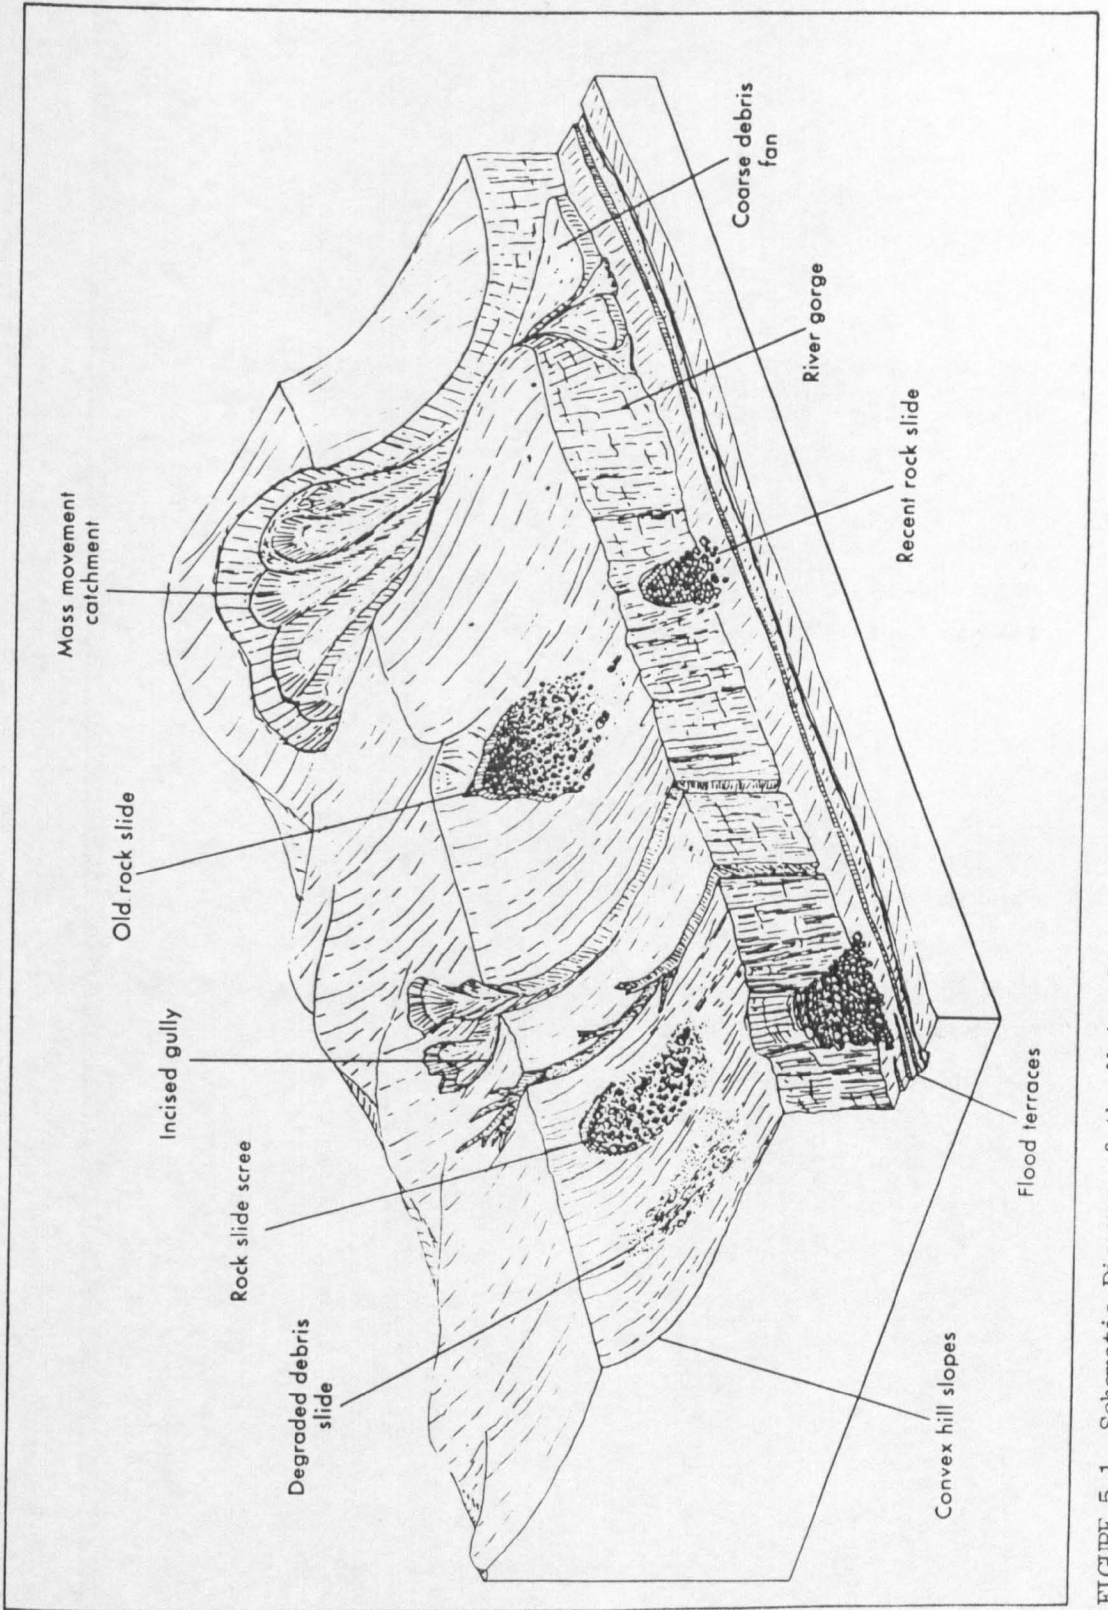 Mass movement
catchment
Old rock slide
Incised gully
Rock slide scree
Degraded debris
slide
Coarse debris
fan
River gorge
Recent rock slide
Flood terraces
Convex hill slopes
FIGURE 5.1 Schematic Diagram of the